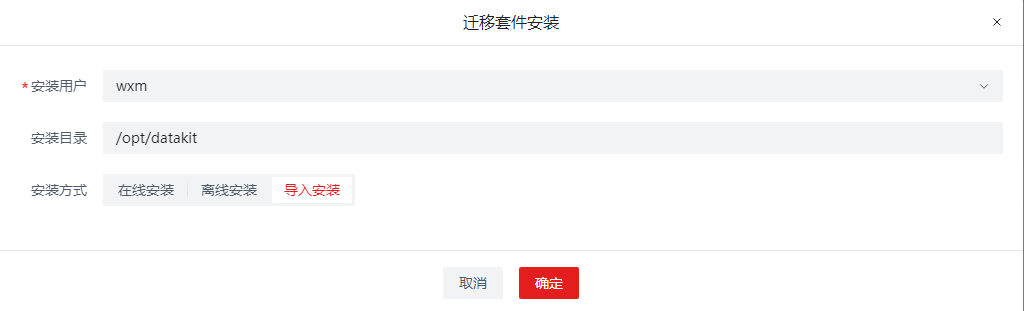 迁移套件安装
* 安装用户 wxm
安装目录 /opt/datakit
安装方式 在线安装 离线安装 导入安装
取消 确定